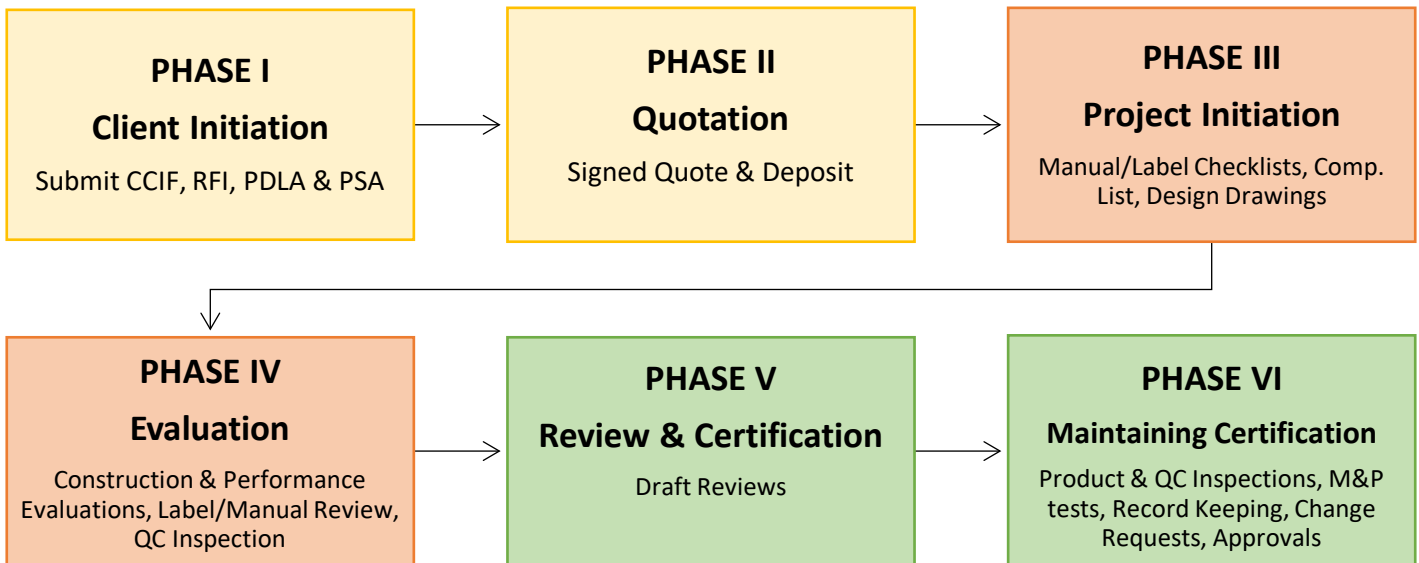 PHASE I
Client Initiation
Submit CCIF, RFI, PDLA & PSA
PHASE II
Quotation
Signed Quote & Deposit
PHASE III
Project Initiation
Manual/Label Checklists, Comp.
List, Design Drawings
PHASE IV
Evaluation
Construction & Performance
Evaluations, Label/Manual Review,
QC Inspection
PHASE V
Review & Certification
Draft Reviews
PHASE VI
Maintaining Certification
Product & QC Inspections, M&P
tests, Record Keeping, Change
Requests, Approvals